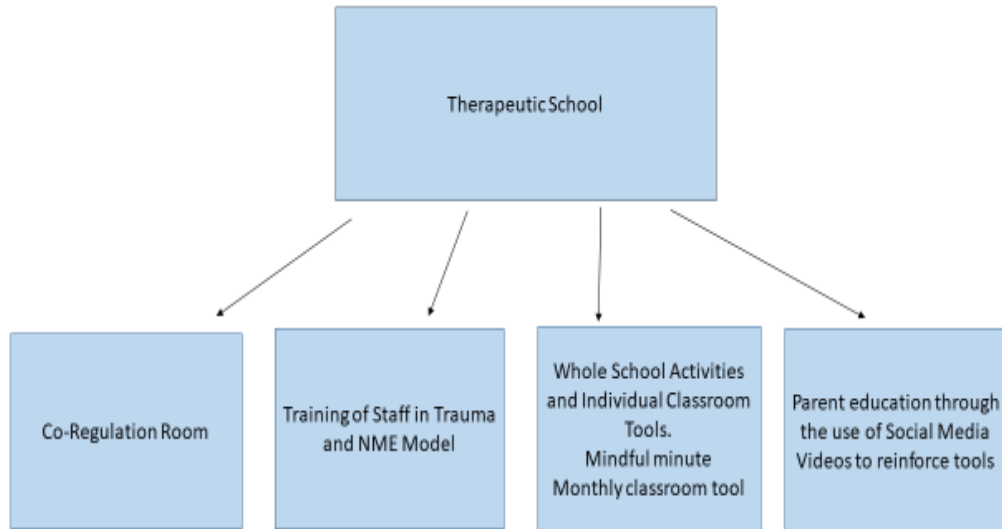 Therapeutic School
Co-Regulation Room
Training of Staff in Trauma
and NME Model
Whole School Activities
and Individual Classroom
Tools.
Mindful minute
Monthly classroom tool
Parent education through
the use of Social Media
Videos to reinforce tools